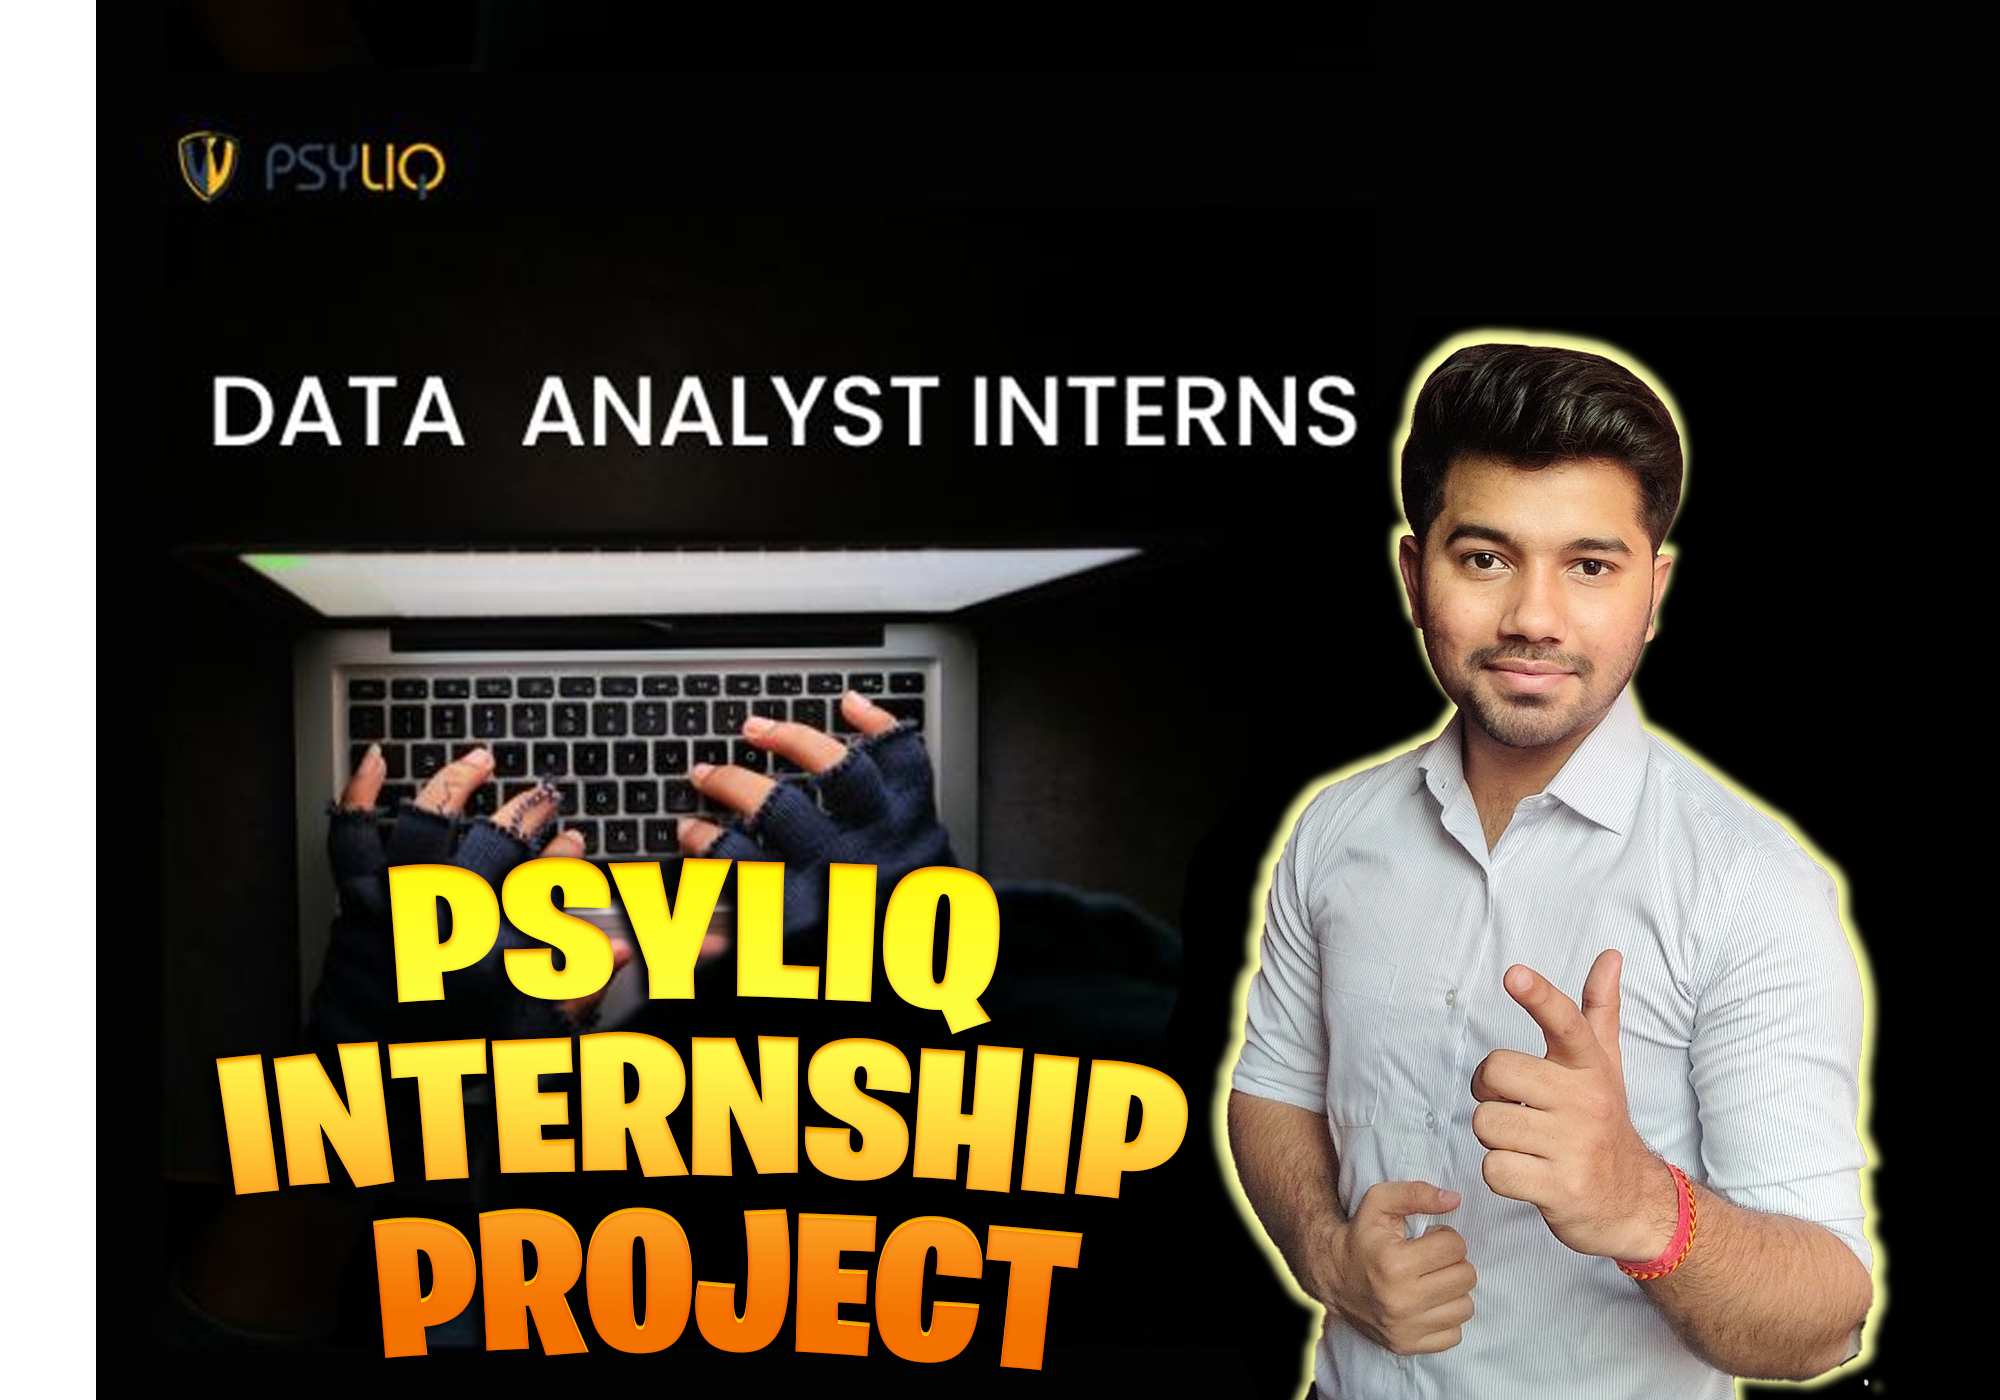 PSYLIQ
DATA ANALYST INTERNS
PSYLIQ
INTERNSHIP
PROJECT